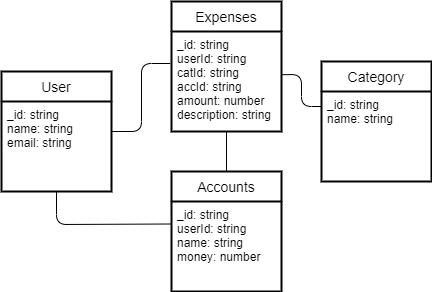 Expenses
_id: string
userId: string
catId: string
accId: string
amount: number
description: string
User
_id: string
name: string
email: string
Category
_id: string
name: string
Accounts
_id: string
userId: string
name: string
money: number